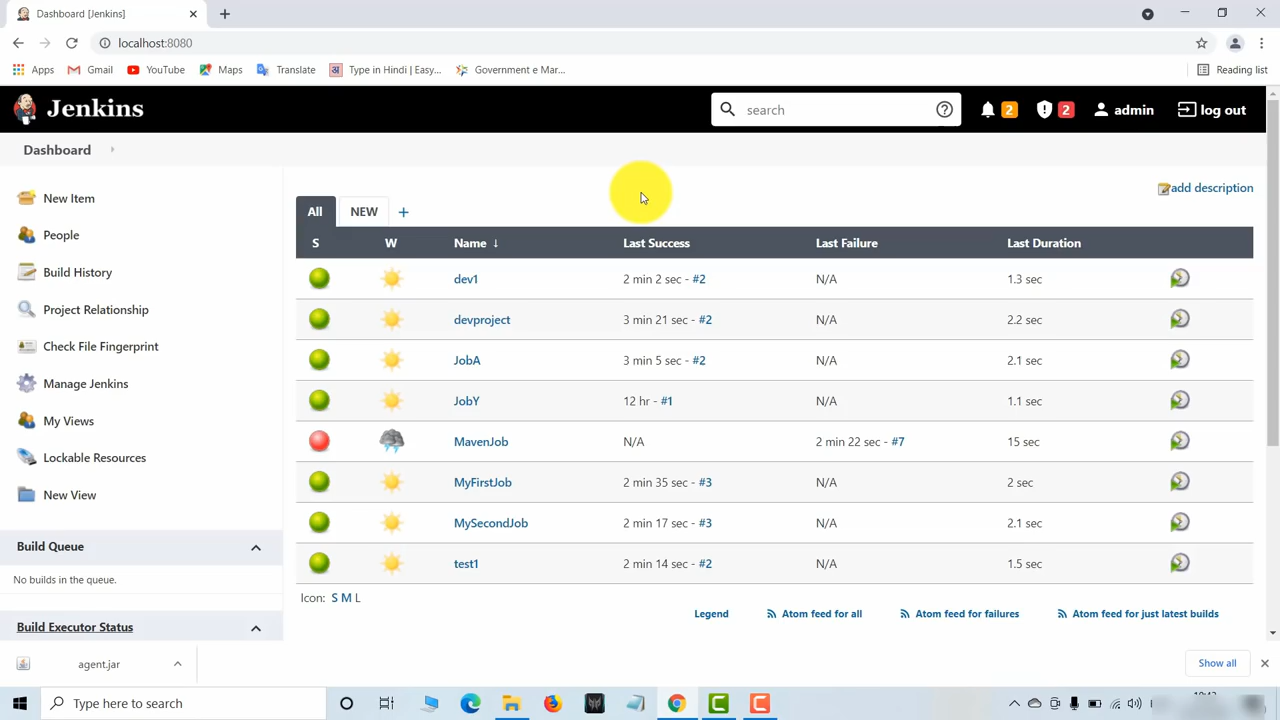 Dashboard [Jenkins]
localhost:8080
Apps Gmail YouTube Maps Translate Type in Hindi | Easy... Government e Mar... Reading list
Jenkins search 2 2 admin log out
Dashboard
add description
New Item
People
Build History
Project Relationship
Check File Fingerprint
Manage Jenkins
My Views
Lockable Resources
New View
Build Queue
No builds in the queue.
Build Executor Status
All NEW +
S W Name ↓ Last Success Last Failure Last Duration
dev1 2 min 2 sec - #2 N/A 1.3 sec
devproject 3 min 21 sec - #2 N/A 2.2 sec
JobA 3 min 5 sec - #2 N/A 2.1 sec
JobY 12 hr - #1 N/A 1.1 sec
MavenJob N/A 2 min 22 sec - #7 15 sec
MyFirstJob 2 min 35 sec - #3 N/A 2 sec
MySecondJob 2 min 17 sec - #3 N/A 2.1 sec
test1 2 min 14 sec - #2 N/A 1.5 sec
Icon: S M L
Legend Atom feed for all Atom feed for failures Atom feed for just latest builds
agent.jar Show all
Type here to search